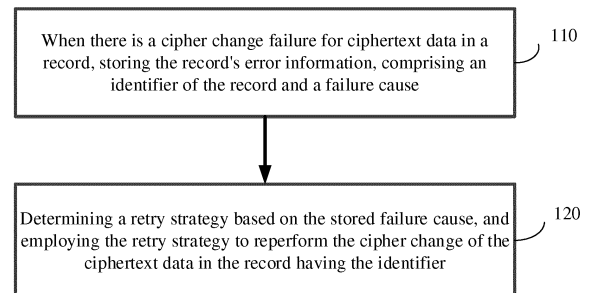 When there is a cipher change failure for ciphertext data in a
record, storing the record's error information, comprising an
identifier of the record and a failure cause
110
Determining a retry strategy based on the stored failure cause, and
employing the retry strategy to reperform the cipher change of the
ciphertext data in the record having the identifier
120